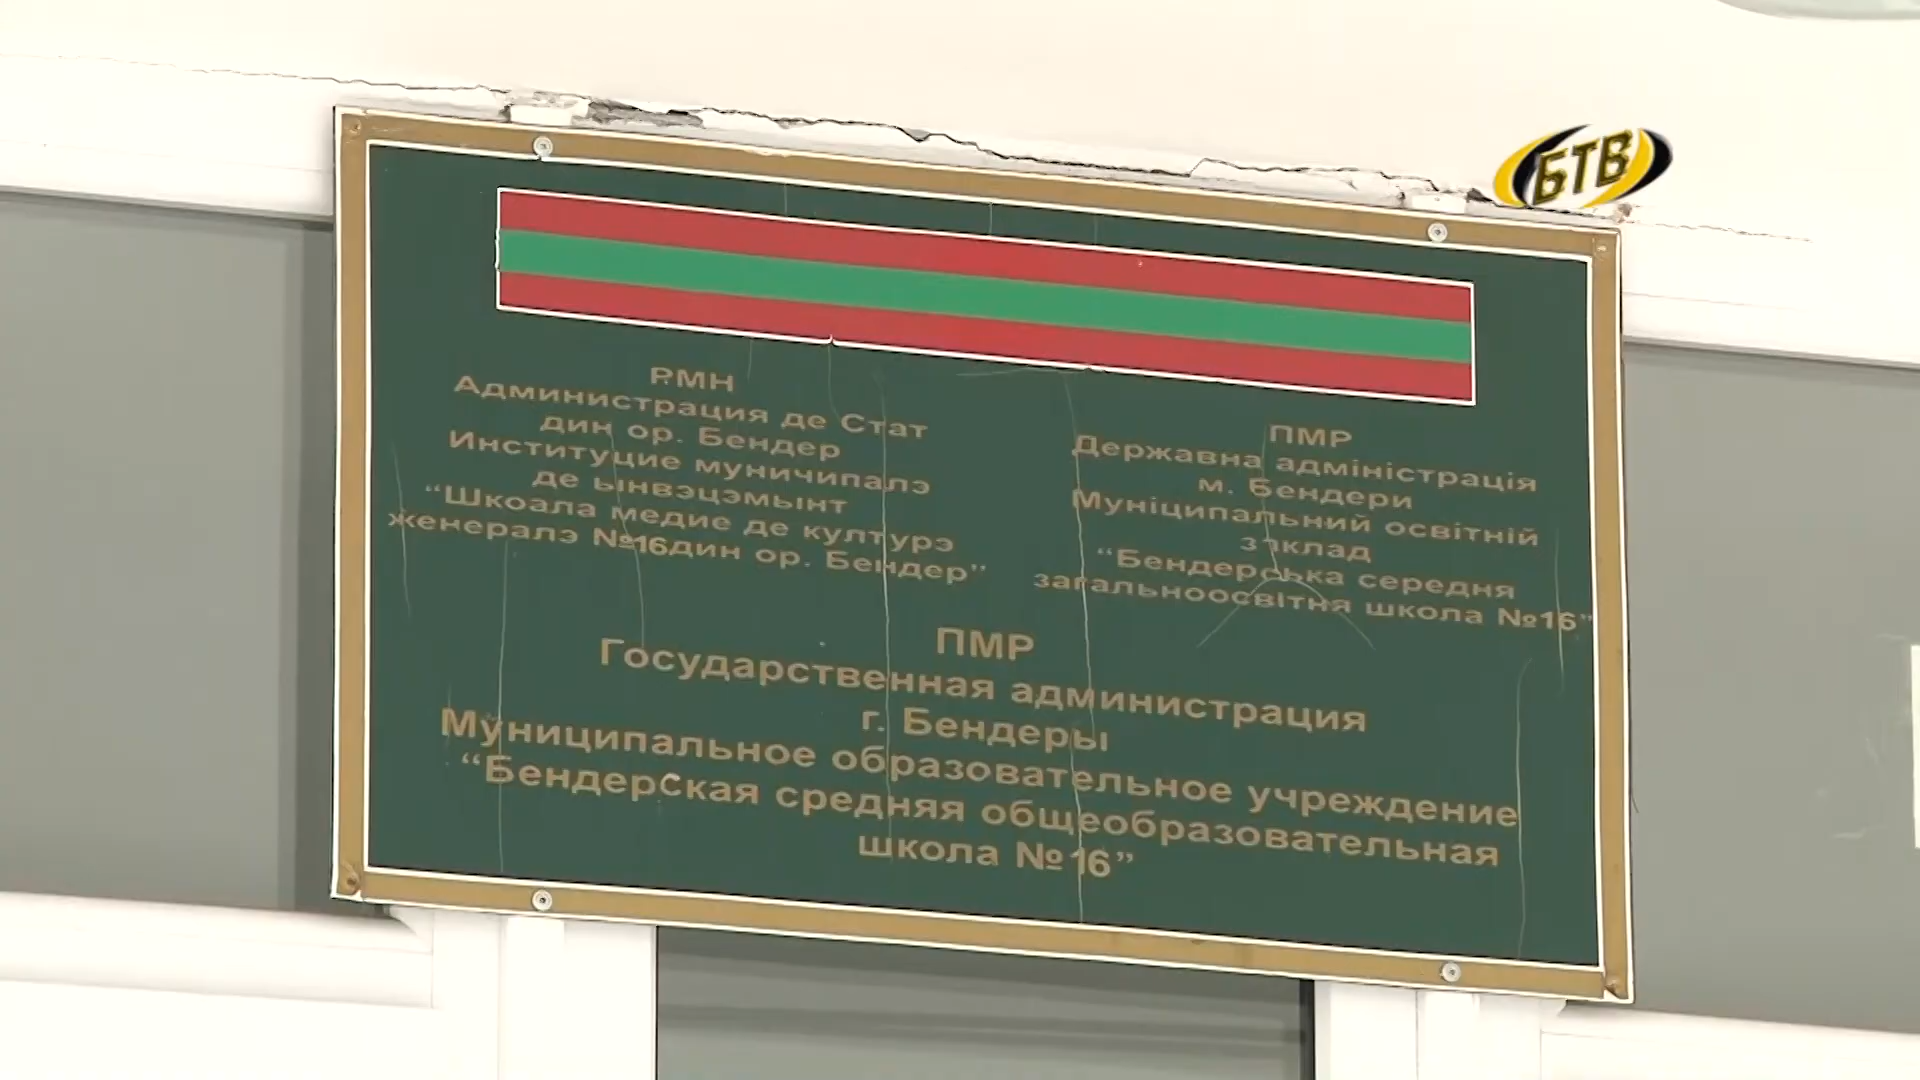 БТВ
РМН
Администрация де Стат
дин ор. Бендер
Институцие муничипалэ
де ынвэцэмынт
“Школа медие де културэ
женералэ №16дин ор. Бендер”
ПМР
Державна адміністрація
м. Бендери
Муніципальний освітній
заклад
“Бендерська середня
загальноосвітня школа №16”
ПМР
Государственная администрация
г. Бендеры
Муниципальное образовательное учреждение
“Бендерская средняя общеобразовательная
школа №16”